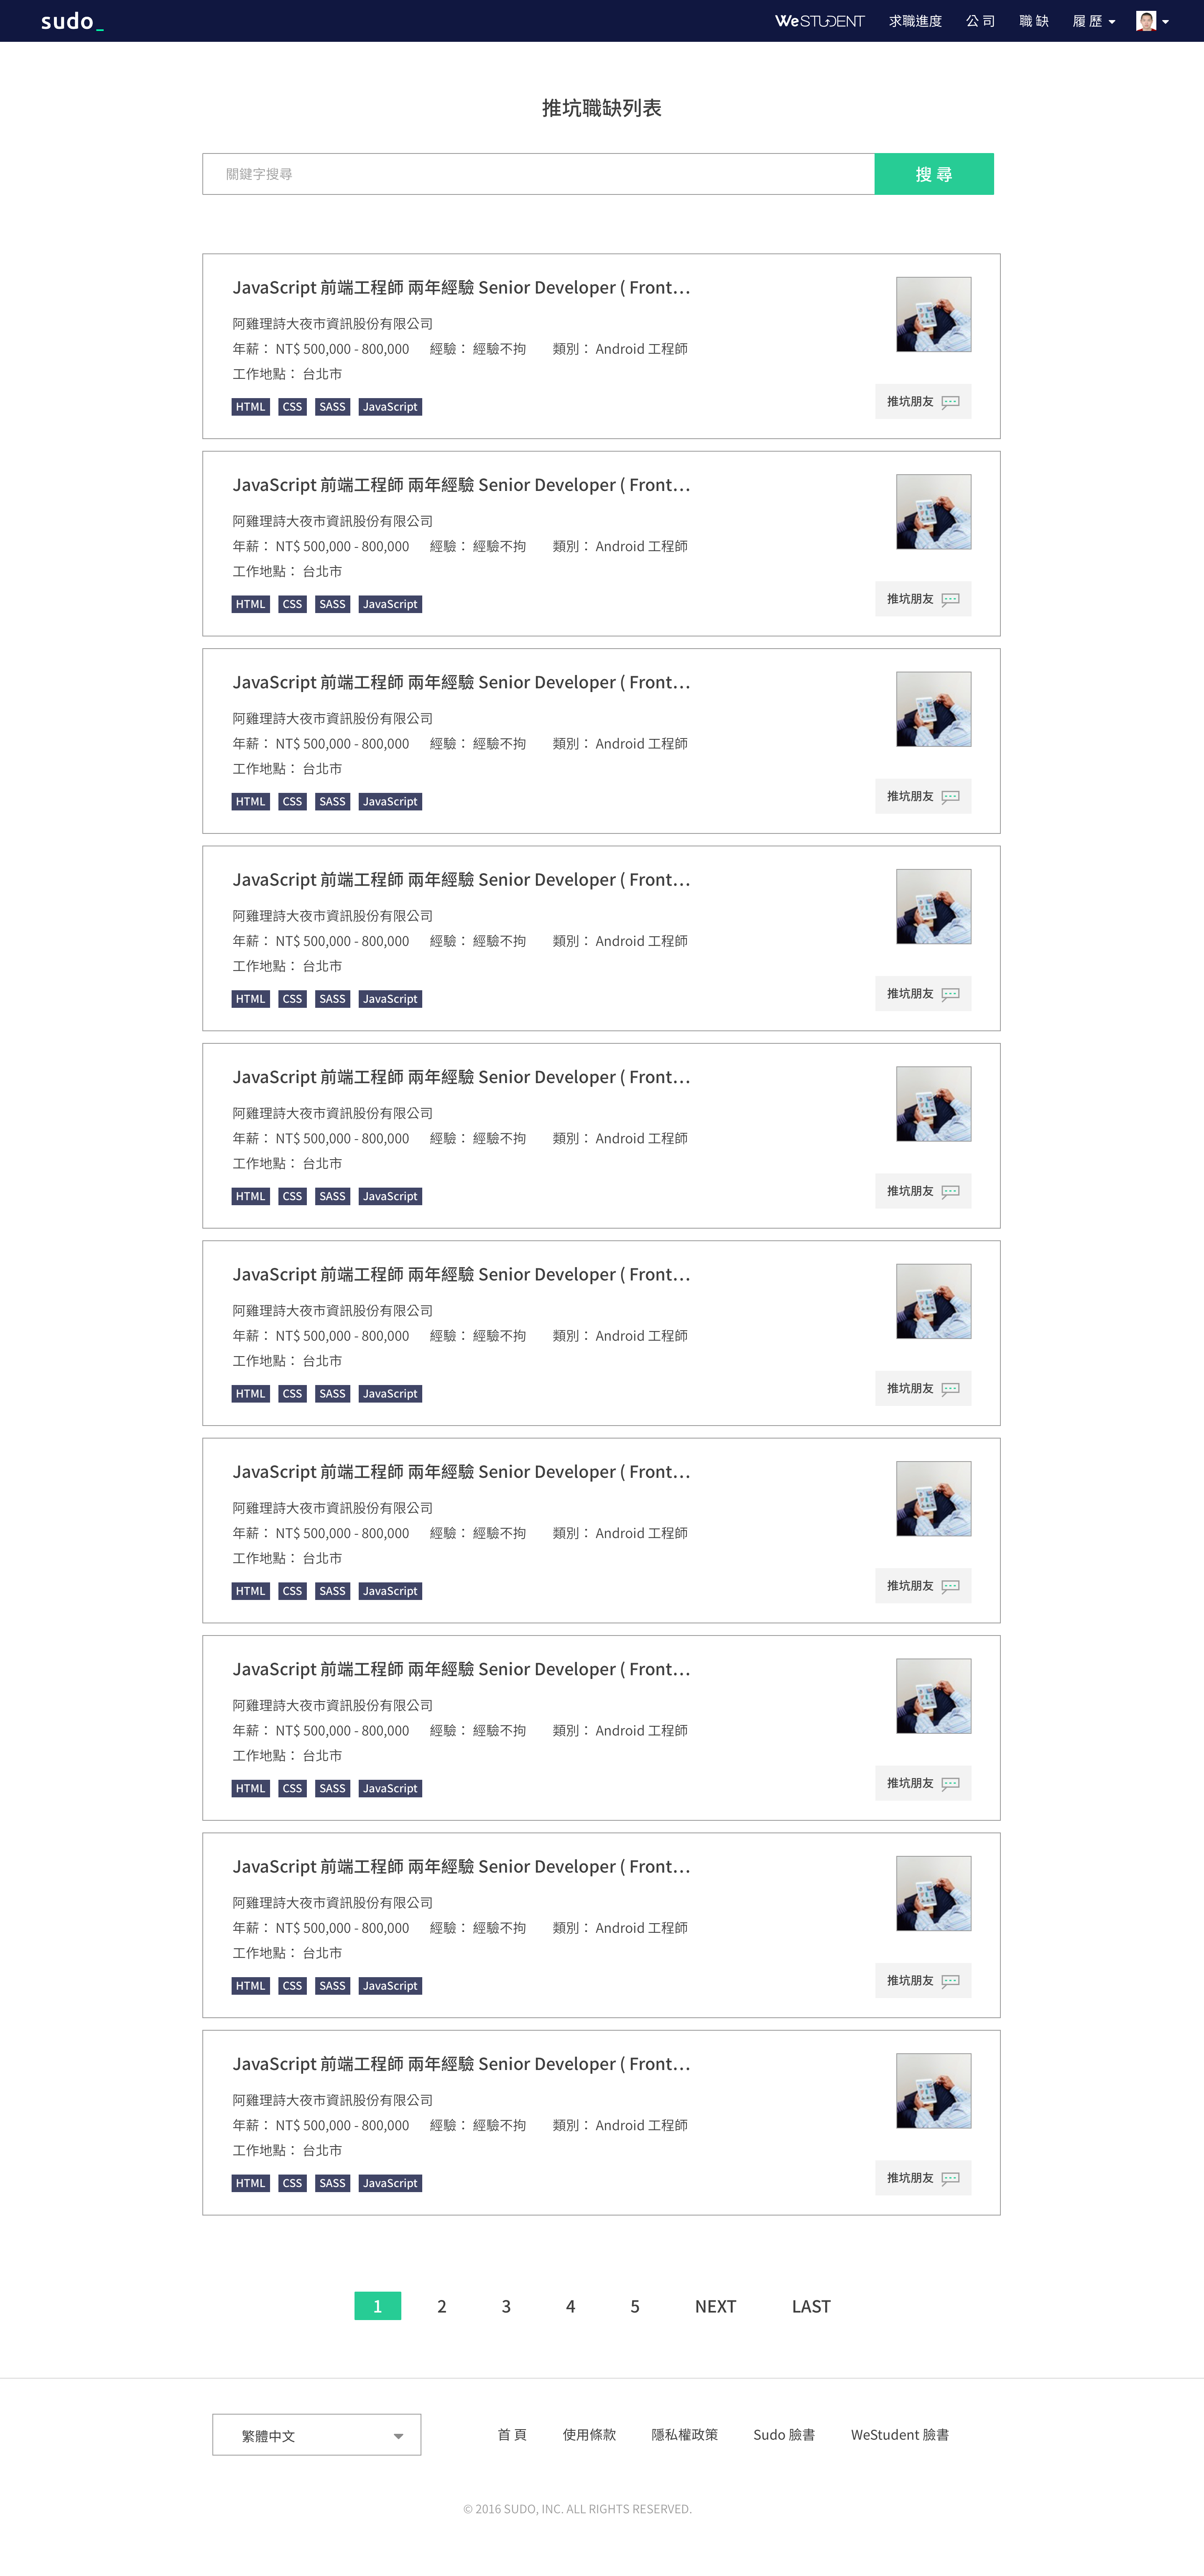 sudo_ WeSTUDENT 求職進度 公 司 職 缺 履 歷
推坑職缺列表
關鍵字搜尋 搜 尋
JavaScript 前端工程師 兩年經驗 Senior Developer ( Front...
阿雞理詩大夜市資訊股份有限公司
年薪： NT$ 500,000 - 800,000 經驗： 經驗不拘 類別： Android 工程師
工作地點： 台北市
HTML CSS SASS JavaScript 推坑朋友
JavaScript 前端工程師 兩年經驗 Senior Developer ( Front...
阿雞理詩大夜市資訊股份有限公司
年薪： NT$ 500,000 - 800,000 經驗： 經驗不拘 類別： Android 工程師
工作地點： 台北市
HTML CSS SASS JavaScript 推坑朋友
JavaScript 前端工程師 兩年經驗 Senior Developer ( Front...
阿雞理詩大夜市資訊股份有限公司
年薪： NT$ 500,000 - 800,000 經驗： 經驗不拘 類別： Android 工程師
工作地點： 台北市
HTML CSS SASS JavaScript 推坑朋友
JavaScript 前端工程師 兩年經驗 Senior Developer ( Front...
阿雞理詩大夜市資訊股份有限公司
年薪： NT$ 500,000 - 800,000 經驗： 經驗不拘 類別： Android 工程師
工作地點： 台北市
HTML CSS SASS JavaScript 推坑朋友
JavaScript 前端工程師 兩年經驗 Senior Developer ( Front...
阿雞理詩大夜市資訊股份有限公司
年薪： NT$ 500,000 - 800,000 經驗： 經驗不拘 類別： Android 工程師
工作地點： 台北市
HTML CSS SASS JavaScript 推坑朋友
JavaScript 前端工程師 兩年經驗 Senior Developer ( Front...
阿雞理詩大夜市資訊股份有限公司
年薪： NT$ 500,000 - 800,000 經驗： 經驗不拘 類別： Android 工程師
工作地點： 台北市
HTML CSS SASS JavaScript 推坑朋友
JavaScript 前端工程師 兩年經驗 Senior Developer ( Front...
阿雞理詩大夜市資訊股份有限公司
年薪： NT$ 500,000 - 800,000 經驗： 經驗不拘 類別： Android 工程師
工作地點： 台北市
HTML CSS SASS JavaScript 推坑朋友
JavaScript 前端工程師 兩年經驗 Senior Developer ( Front...
阿雞理詩大夜市資訊股份有限公司
年薪： NT$ 500,000 - 800,000 經驗： 經驗不拘 類別： Android 工程師
工作地點： 台北市
HTML CSS SASS JavaScript 推坑朋友
JavaScript 前端工程師 兩年經驗 Senior Developer ( Front...
阿雞理詩大夜市資訊股份有限公司
年薪： NT$ 500,000 - 800,000 經驗： 經驗不拘 類別： Android 工程師
工作地點： 台北市
HTML CSS SASS JavaScript 推坑朋友
JavaScript 前端工程師 兩年經驗 Senior Developer ( Front...
阿雞理詩大夜市資訊股份有限公司
年薪： NT$ 500,000 - 800,000 經驗： 經驗不拘 類別： Android 工程師
工作地點： 台北市
HTML CSS SASS JavaScript 推坑朋友
1 2 3 4 5 NEXT LAST
繁體中文 首 頁 使用條款 隱私權政策 Sudo 臉書 WeStudent 臉書
© 2016 SUDO, INC. ALL RIGHTS RESERVED.